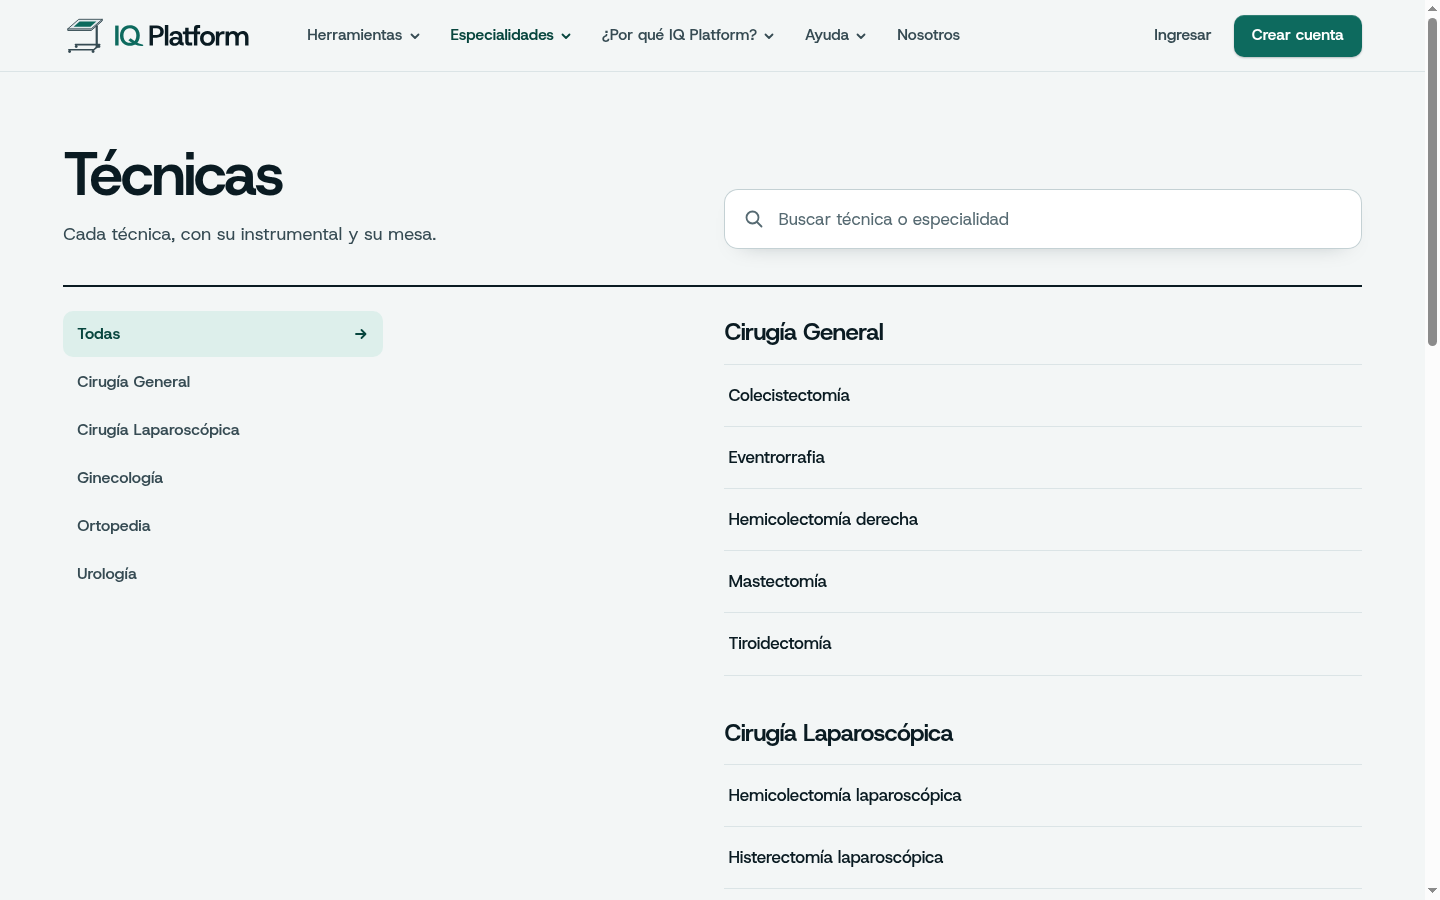 IQ Platform
Herramientas
Especialidades
¿Por qué IQ Platform?
Ayuda
Nosotros
Ingresar
Crear cuenta
Técnicas
Cada técnica, con su instrumental y su mesa.
Buscar técnica o especialidad
Todas
Cirugía General
Cirugía Laparoscópica
Ginecología
Ortopedia
Urología
Cirugía General
Colecistectomía
Eventrorrafia
Hemicolectomía derecha
Mastectomía
Tiroidectomía
Cirugía Laparoscópica
Hemicolectomía laparoscópica
Histerectomía laparoscópica